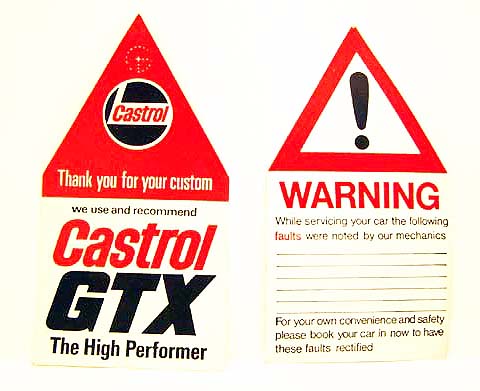 Castrol
Thank you for your custom
we use and recommend
Castrol
GTX
The High Performer
!
WARNING
While servicing your car the following
faults were noted by our mechanics
For your own convenience and safety
please book your car in now to have
these faults rectified